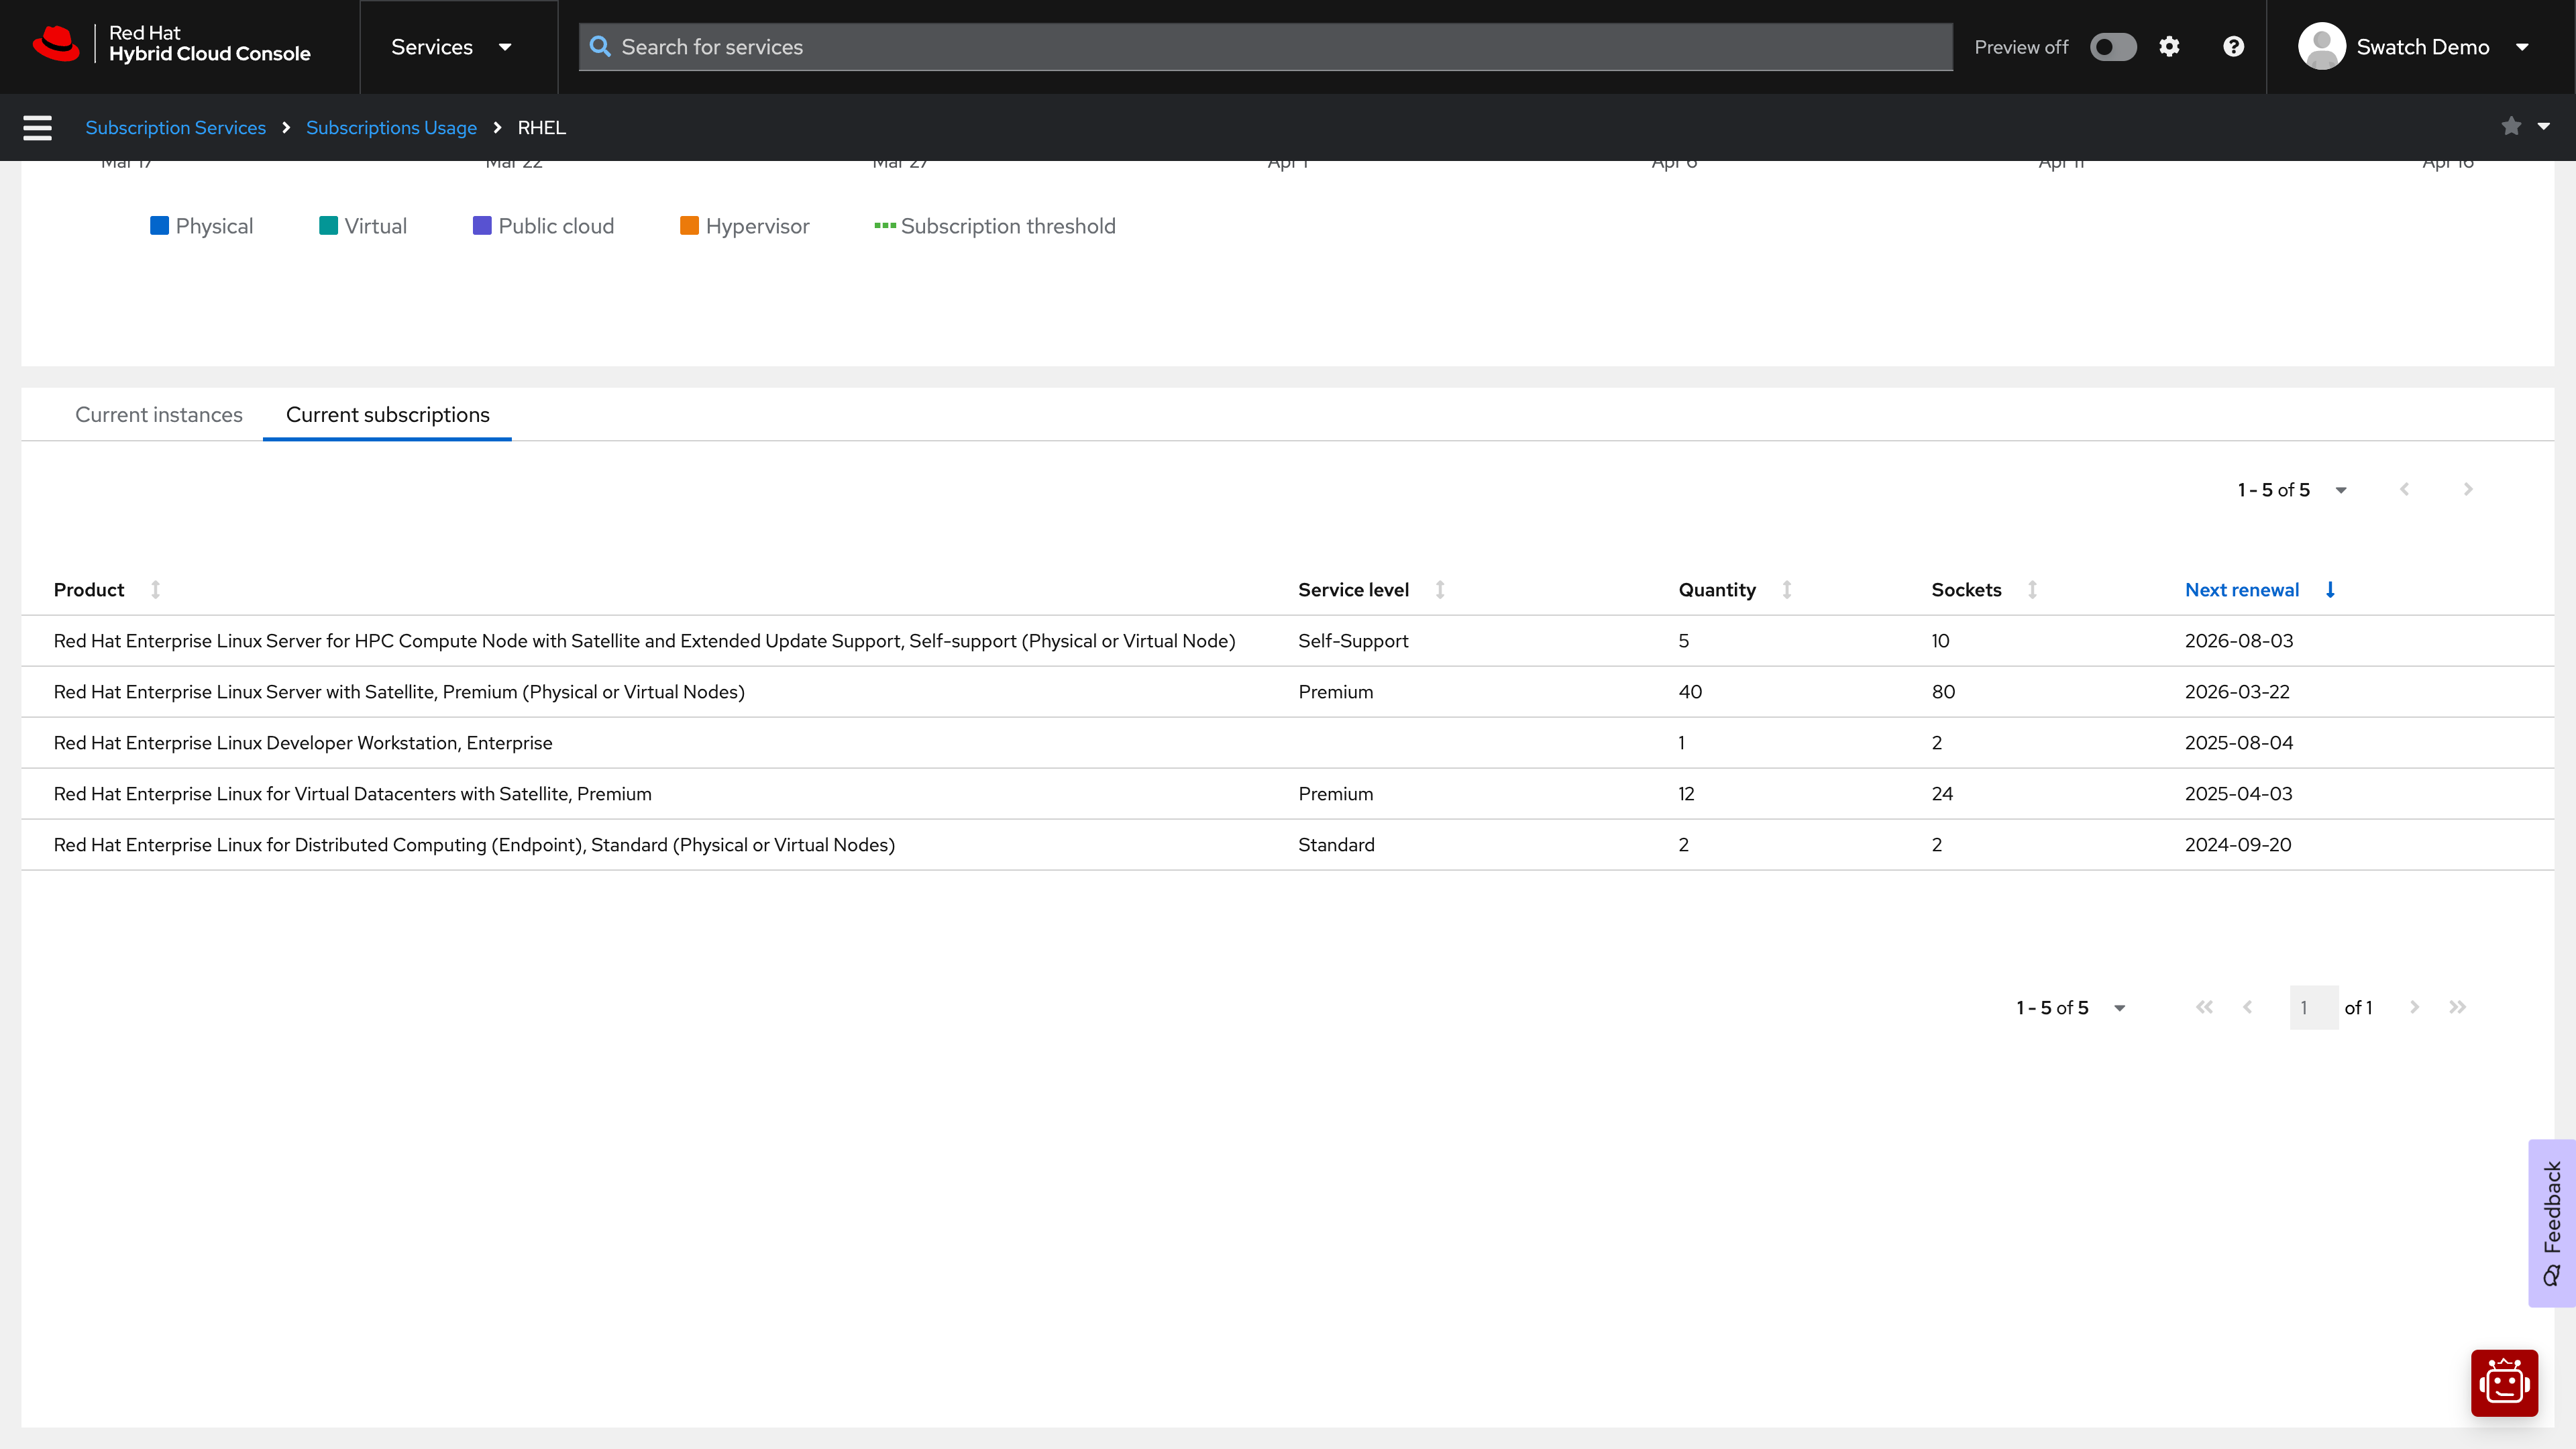 Red Hat
Hybrid Cloud Console
Services
Search for services
Preview off
Swatch Demo
Subscription Services
Subscriptions Usage
RHEL
Mar 17 Mar 22 Mar 27 Apr 1 Apr 6 Apr 11 Apr 16
Physical Virtual Public cloud Hypervisor Subscription threshold
Current instances Current subscriptions
1 - 5 of 5
Product Service level Quantity Sockets Next renewal
Red Hat Enterprise Linux Server for HPC Compute Node with Satellite and Extended Update Support, Self-support (Physical or Virtual Node) Self-Support 5 10 2026-08-03
Red Hat Enterprise Linux Server with Satellite, Premium (Physical or Virtual Nodes) Premium 40 80 2026-03-22
Red Hat Enterprise Linux Developer Workstation, Enterprise 1 2 2025-08-04
Red Hat Enterprise Linux for Virtual Datacenters with Satellite, Premium Premium 12 24 2025-04-03
Red Hat Enterprise Linux for Distributed Computing (Endpoint), Standard (Physical or Virtual Nodes) Standard 2 2 2024-09-20
1 - 5 of 5 1 of 1
Feedback